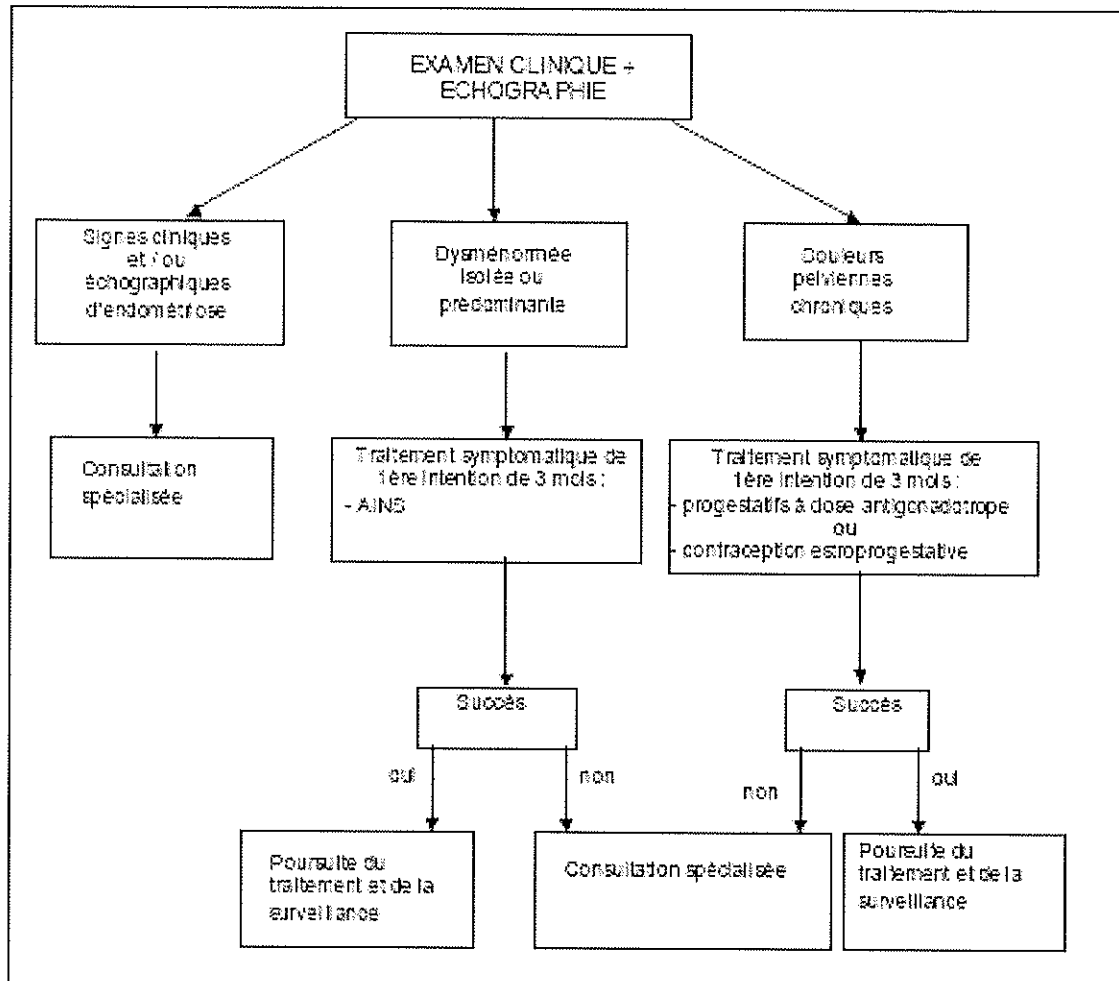 EXAMEN CLINIQUE +
ECHOGRAPHIE
Signes cliniques
et / ou
échographiques
d'endométriose
Dysménorrhée
isolée ou
prédominante
Douleurs
pelviennes
chroniques
Consultation
spécialisée
Traitement symptomatique de
1ère intention de 3 mois :
- AINS
Traitement symptomatique de
1ère intention de 3 mois :
- progestatifs à dose antigonadotrope
ou
- contraception estroprogestative
Succès
Succès
oui
non
non
oui
Poursuite du
traitement et de la
surveillance
Consultation spécialisée
Poursuite du
traitement et de la
surveillance